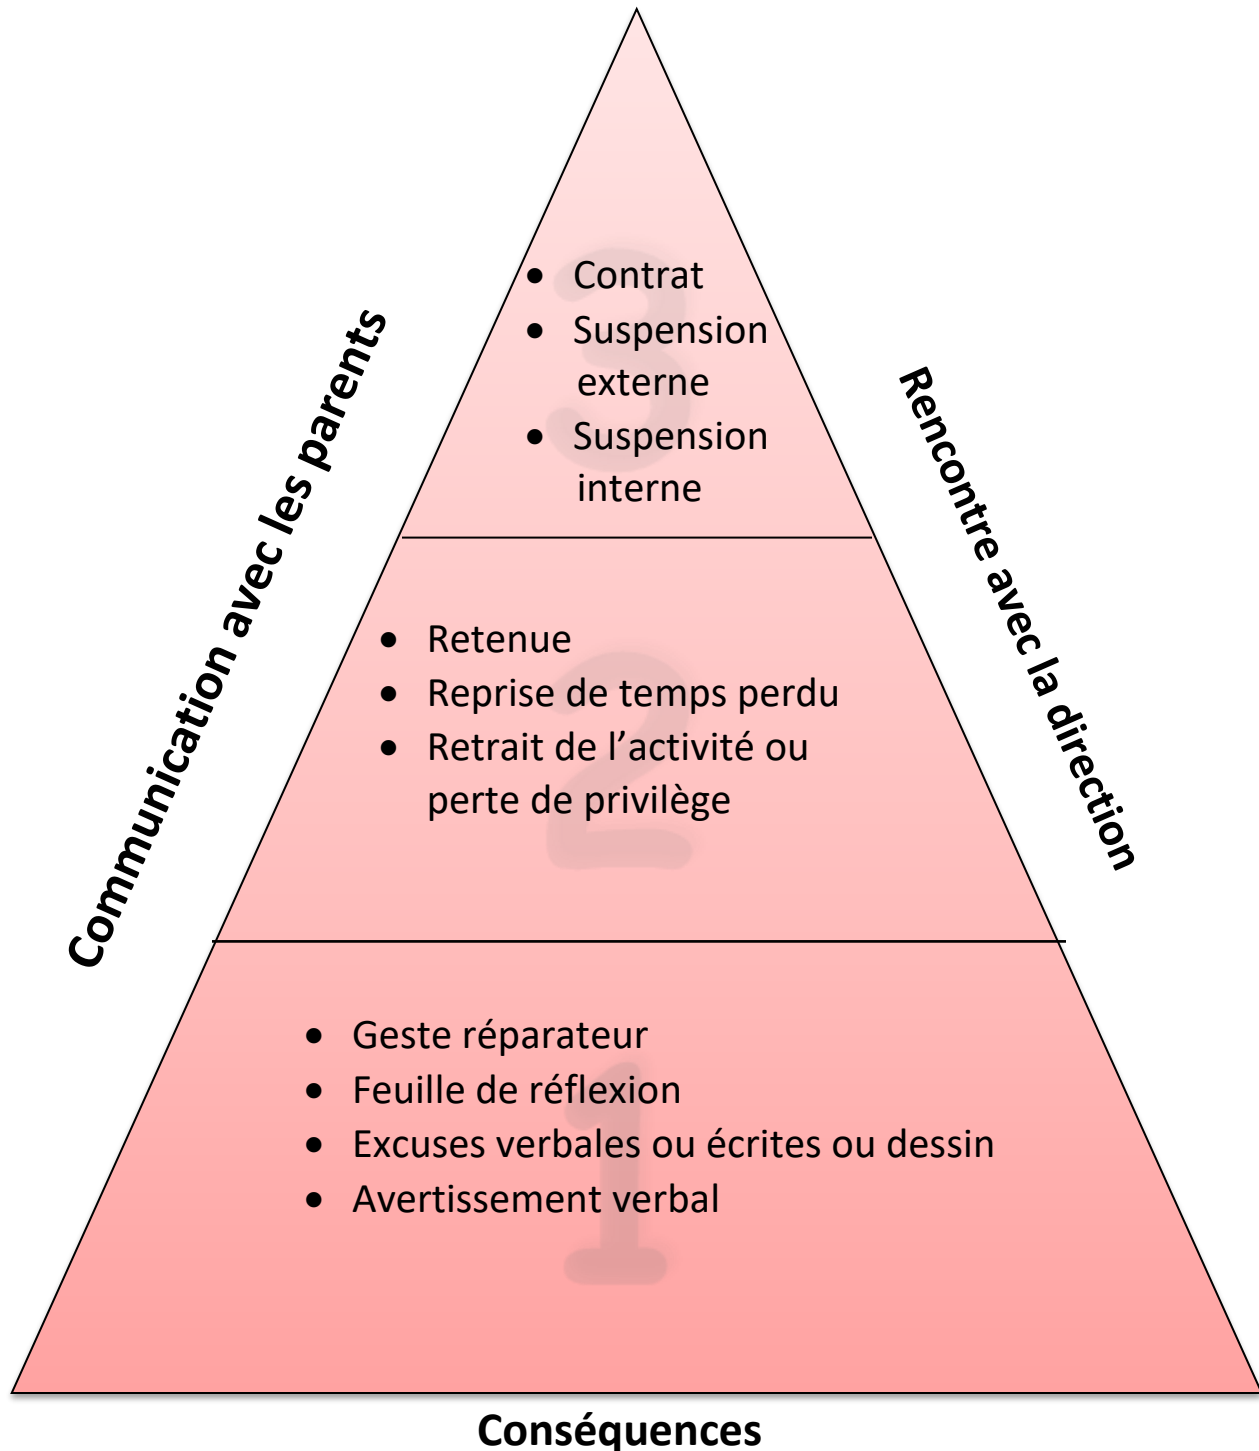 3
• Contrat
• Suspension
externe
• Suspension
interne
Communication avec les parents
Rencontre avec la direction
2
• Retenue
• Reprise de temps perdu
• Retrait de l’activité ou
perte de privilège
1
• Geste réparateur
• Feuille de réflexion
• Excuses verbales ou écrites ou dessin
• Avertissement verbal
Conséquences